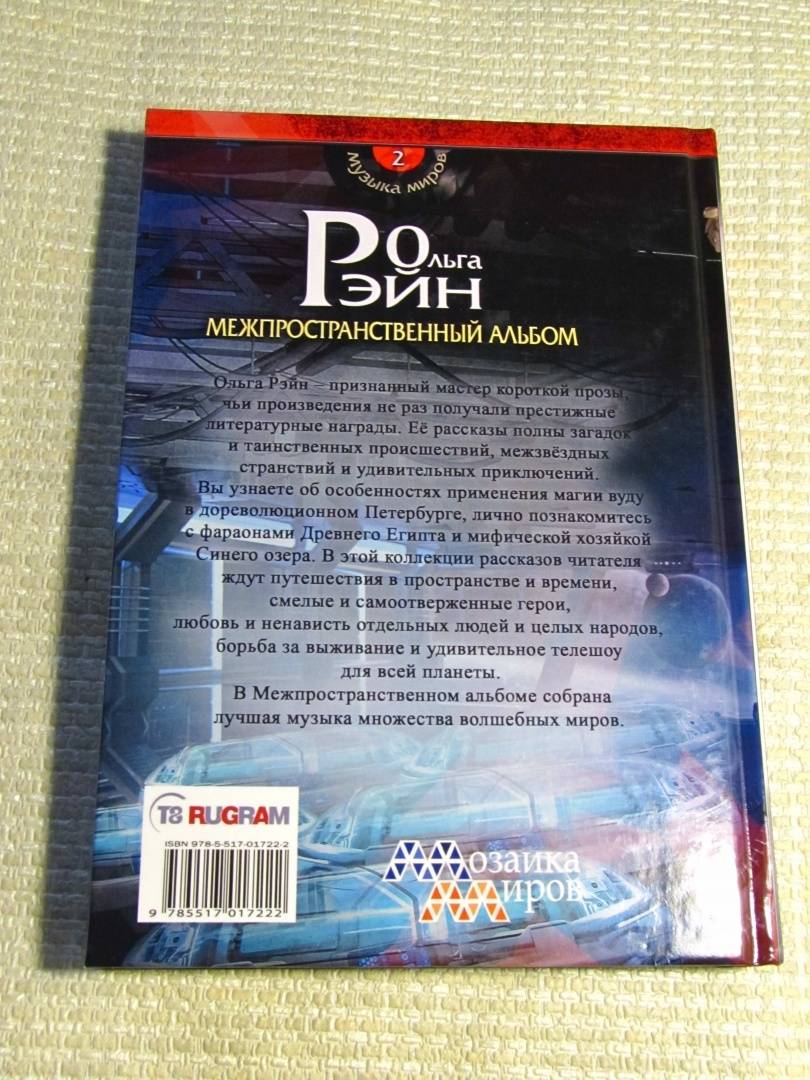 2
Музыка миров
Ольга
Рэйн
МЕЖПРОСТРАНСТВЕННЫЙ АЛЬБОМ
Ольга Рэйн – признанный мастер короткой прозы,
чьи произведения не раз получали престижные
литературные награды. Её рассказы полны загадок
и таинственных происшествий, межзвёздных
странствий и удивительных приключений.
Вы узнаете об особенностях применения магии вуду
в дореволюционном Петербурге, лично познакомитесь
с фараонами Древнего Египта и мифической хозяйкой
Синего озера. В этой коллекции рассказов читателя
ждут путешествия в пространстве и времени,
смелые и самоотверженные герои,
любовь и ненависть отдельных людей и целых народов,
борьба за выживание и удивительное телешоу
для всей планеты.
В Межпространственном альбоме собрана
лучшая музыка множества волшебных миров.
T8 RUGRAM
ISBN 978-5-517-01722-2
9 785517 017222
Мозаика
Миров